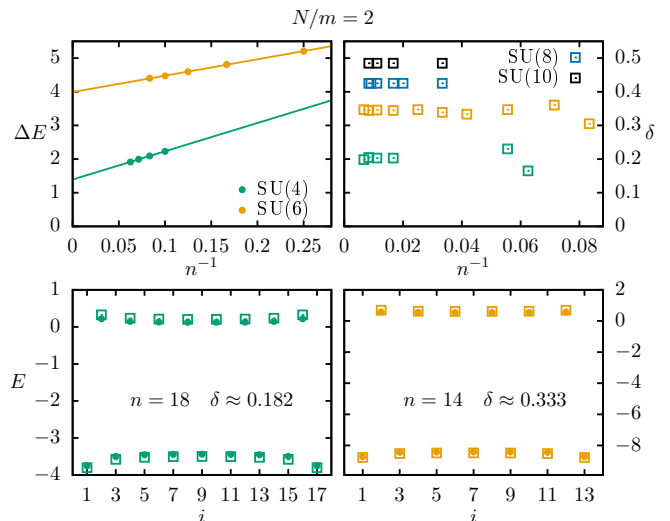 N/m = 2
5
4
3
2
1
0
ΔE
0 0.05 0.1 0.15 0.2 0.25
n⁻¹
SU(4)
SU(6)
SU(8)
SU(10)
0.5
0.4
0.3
0.2
0.1
0
δ
0 0.02 0.04 0.06 0.08
n⁻¹
1
0
−1
−2
−3
−4
E
n = 18 δ ≈ 0.182
1 3 5 7 9 11 13 15 17
i
n = 14 δ ≈ 0.333
2
0
−2
−4
−6
−8
1 3 5 7 9 11 13
i